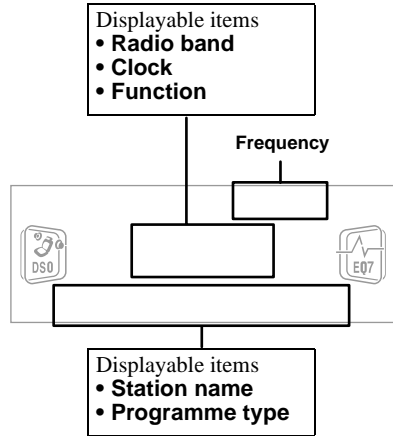 Displayable items
• Radio band
• Clock
• Function
Frequency
DSO
EQ7
Displayable items
• Station name
• Programme type